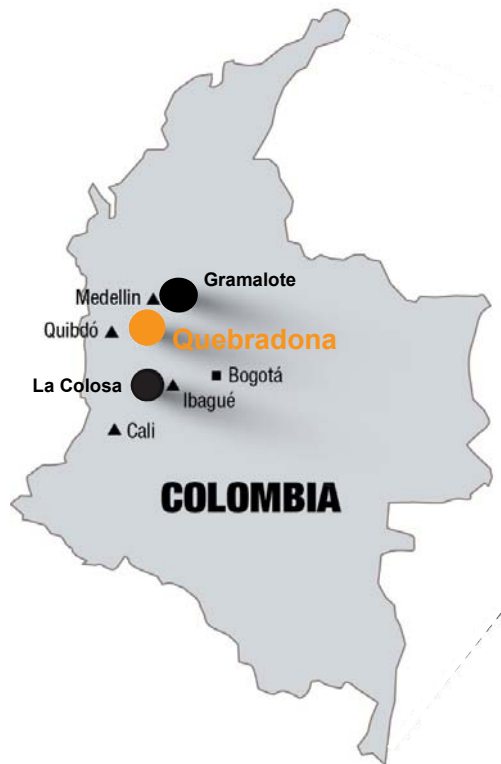 Gramalote
Medellin
Quibdó
Quebradona
La Colosa
Bogotá
Ibagué
Cali
COLOMBIA